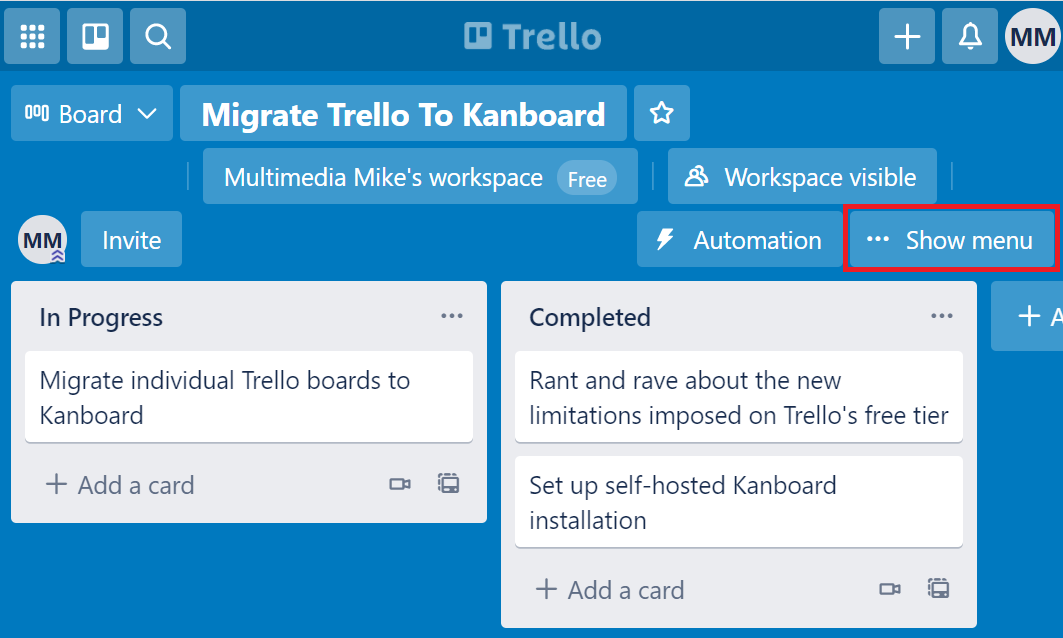 Trello
MM
Board
Migrate Trello To Kanboard
Multimedia Mike's workspace
Free
Workspace visible
MM
Invite
Automation
Show menu
In Progress
Migrate individual Trello boards to
Kanboard
Add a card
Completed
Rant and rave about the new
limitations imposed on Trello's free tier
Set up self-hosted Kanboard
installation
Add a card